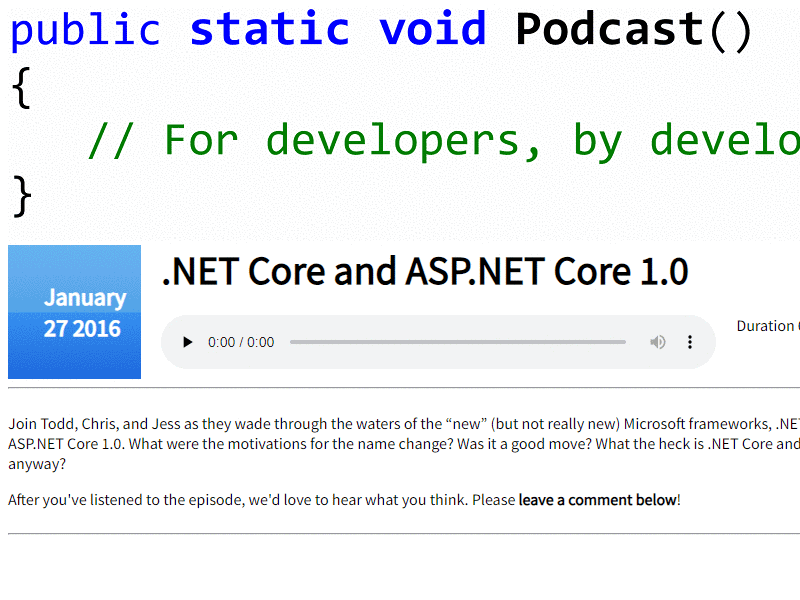 public static void Podcast()
{
// For developers, by develo
}
January
27 2016
.NET Core and ASP.NET Core 1.0
0:00 / 0:00
Duration
Join Todd, Chris, and Jess as they wade through the waters of the “new” (but not really new) Microsoft frameworks, .NE
ASP.NET Core 1.0. What were the motivations for the name change? Was it a good move? What the heck is .NET Core and
anyway?
After you've listened to the episode, we'd love to hear what you think. Please leave a comment below!